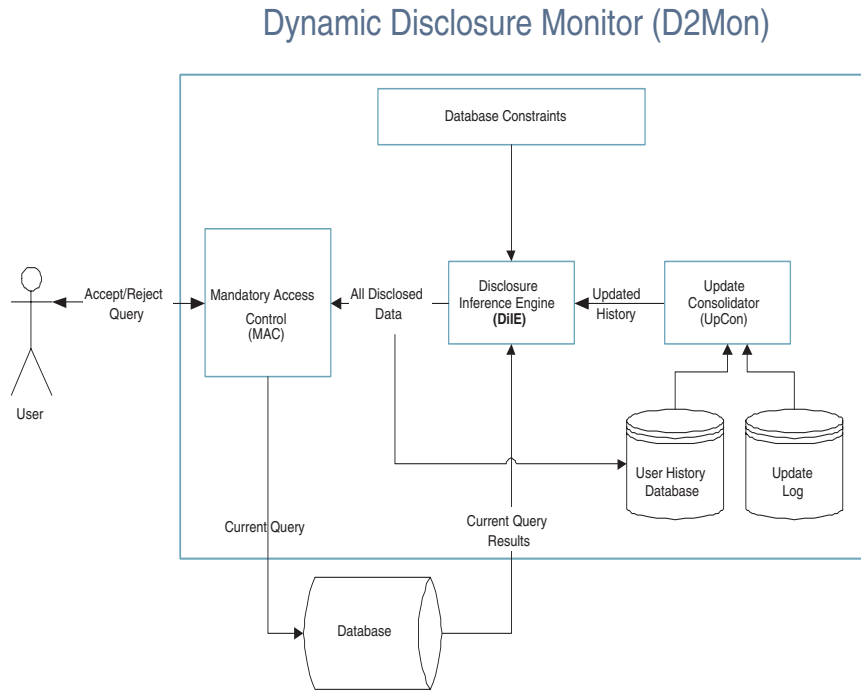 Dynamic Disclosure Monitor (D2Mon)
Database Constraints
Accept/Reject
Query
Mandatory Access
Control
(MAC)
All Disclosed
Data
Disclosure
Inference Engine
(DiIE)
Updated
History
Update
Consolidator
(UpCon)
User
User History
Database
Update
Log
Current Query
Current Query
Results
Database